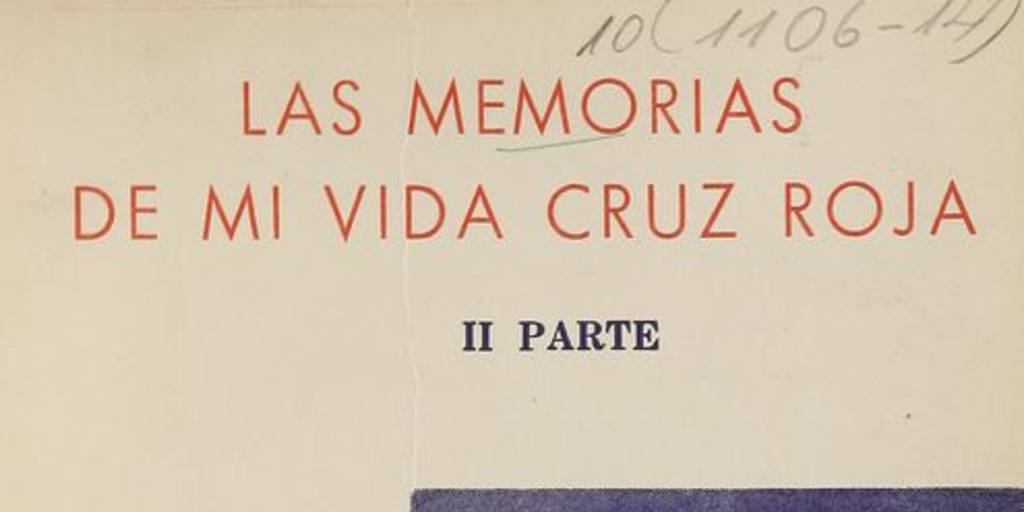 10(1106-14)
LAS MEMORIAS
DE MI VIDA CRUZ ROJA
II PARTE